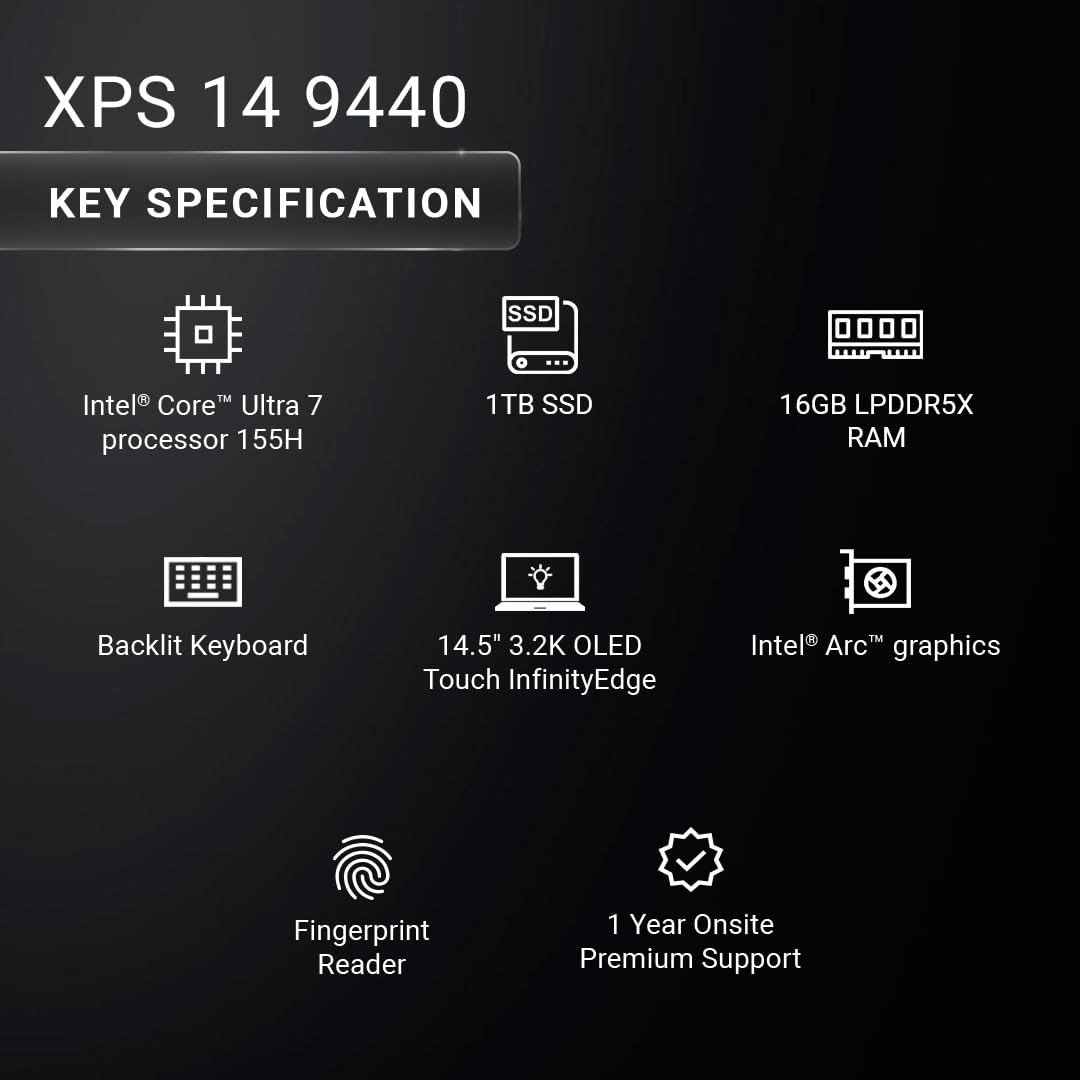 XPS 14 9440
KEY SPECIFICATION
Intel® Core™ Ultra 7
processor 155H
SSD
1TB SSD
16GB LPDDR5X
RAM
Backlit Keyboard
14.5" 3.2K OLED
Touch InfinityEdge
Intel® Arc™ graphics
Fingerprint
Reader
1 Year Onsite
Premium Support